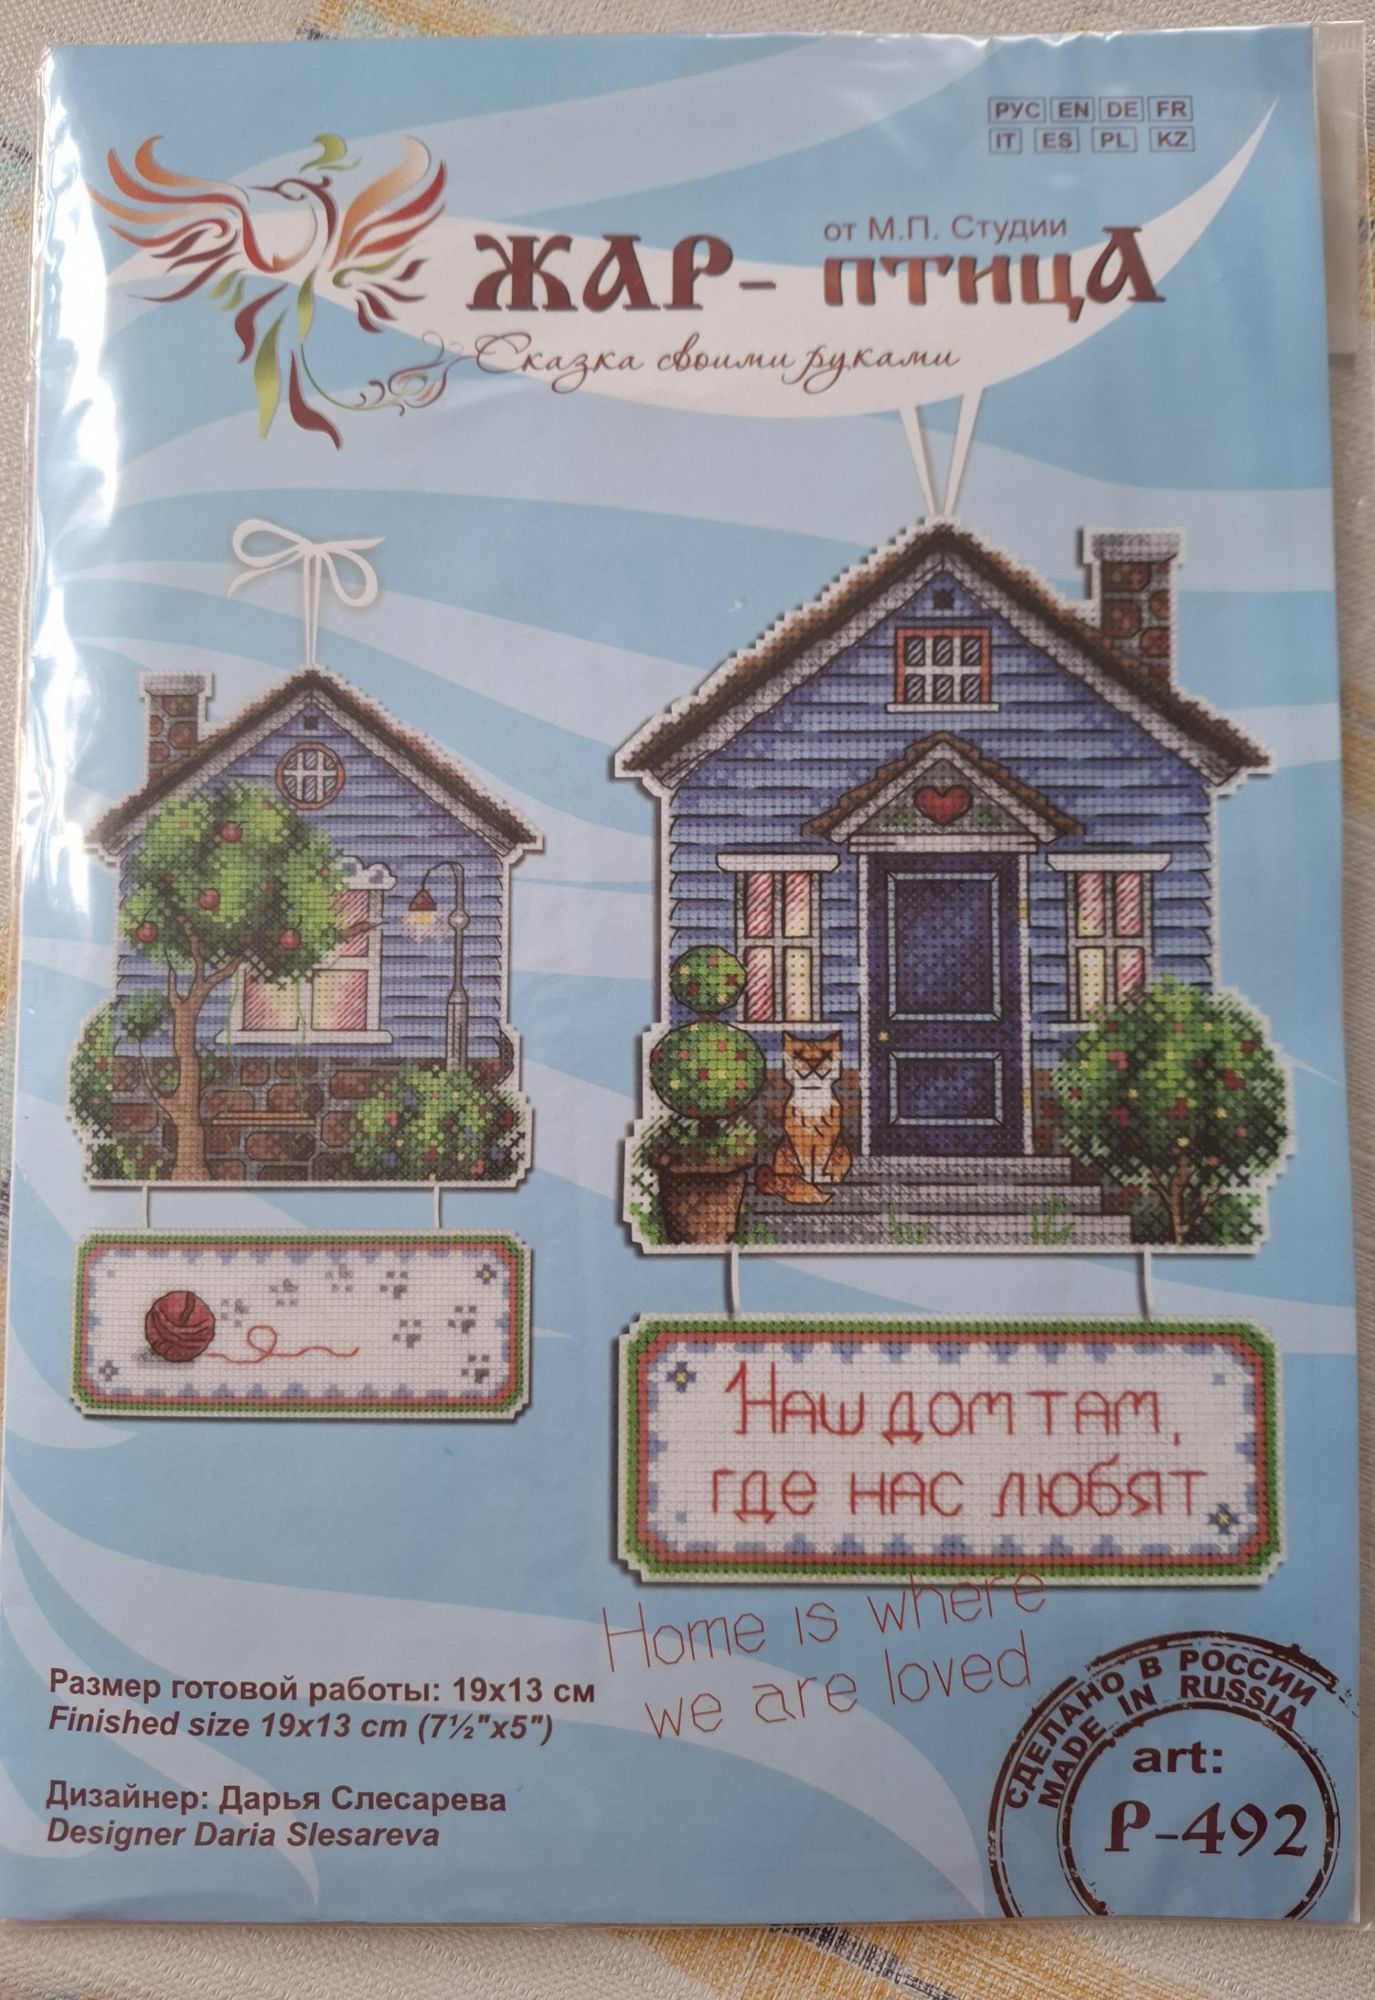 РУС EN DE FR
IT ES PL KZ
от М.П. Студии
ЖАР-ПТИЦА
Сказка своими руками
Наш дом там,
где нас любят
Home is where
we are loved
Размер готовой работы: 19х13 см
Finished size 19x13 cm (7½"x5")
Дизайнер: Дарья Слесарева
Designer Daria Slesareva
СДЕЛАНО В РОССИИ
MADE IN RUSSIA
art:
Р-492